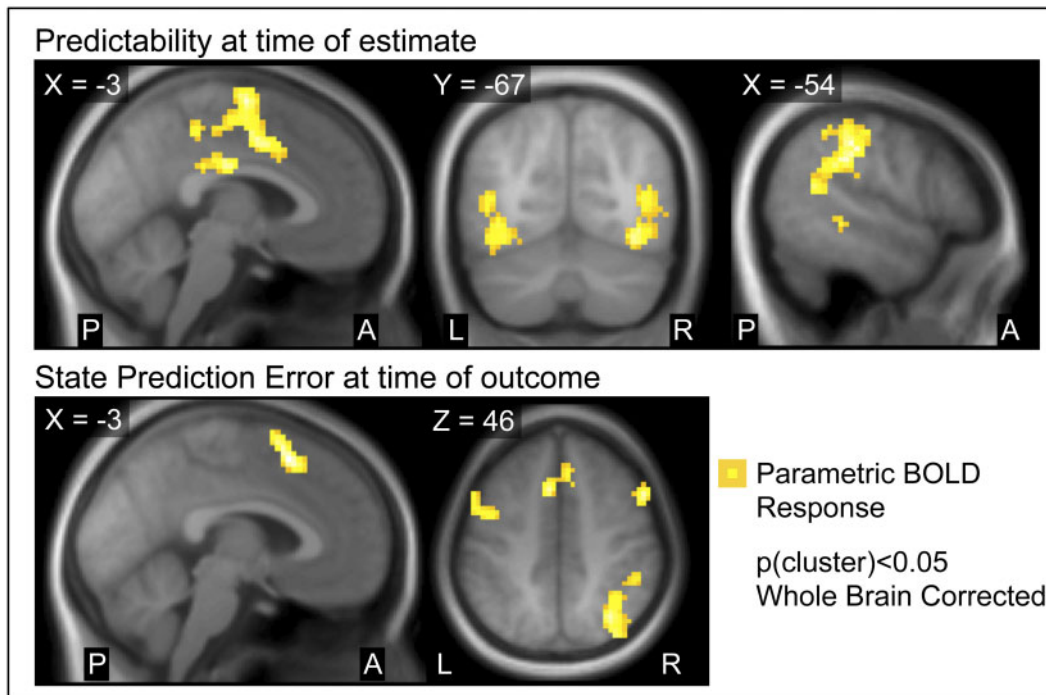 Predictability at time of estimate
X = -3
Y = -67
X = -54
P
A
L
R
P
A
State Prediction Error at time of outcome
X = -3
Z = 46
P
A
L
R
Parametric BOLD
Response
p(cluster)<0.05
Whole Brain Corrected